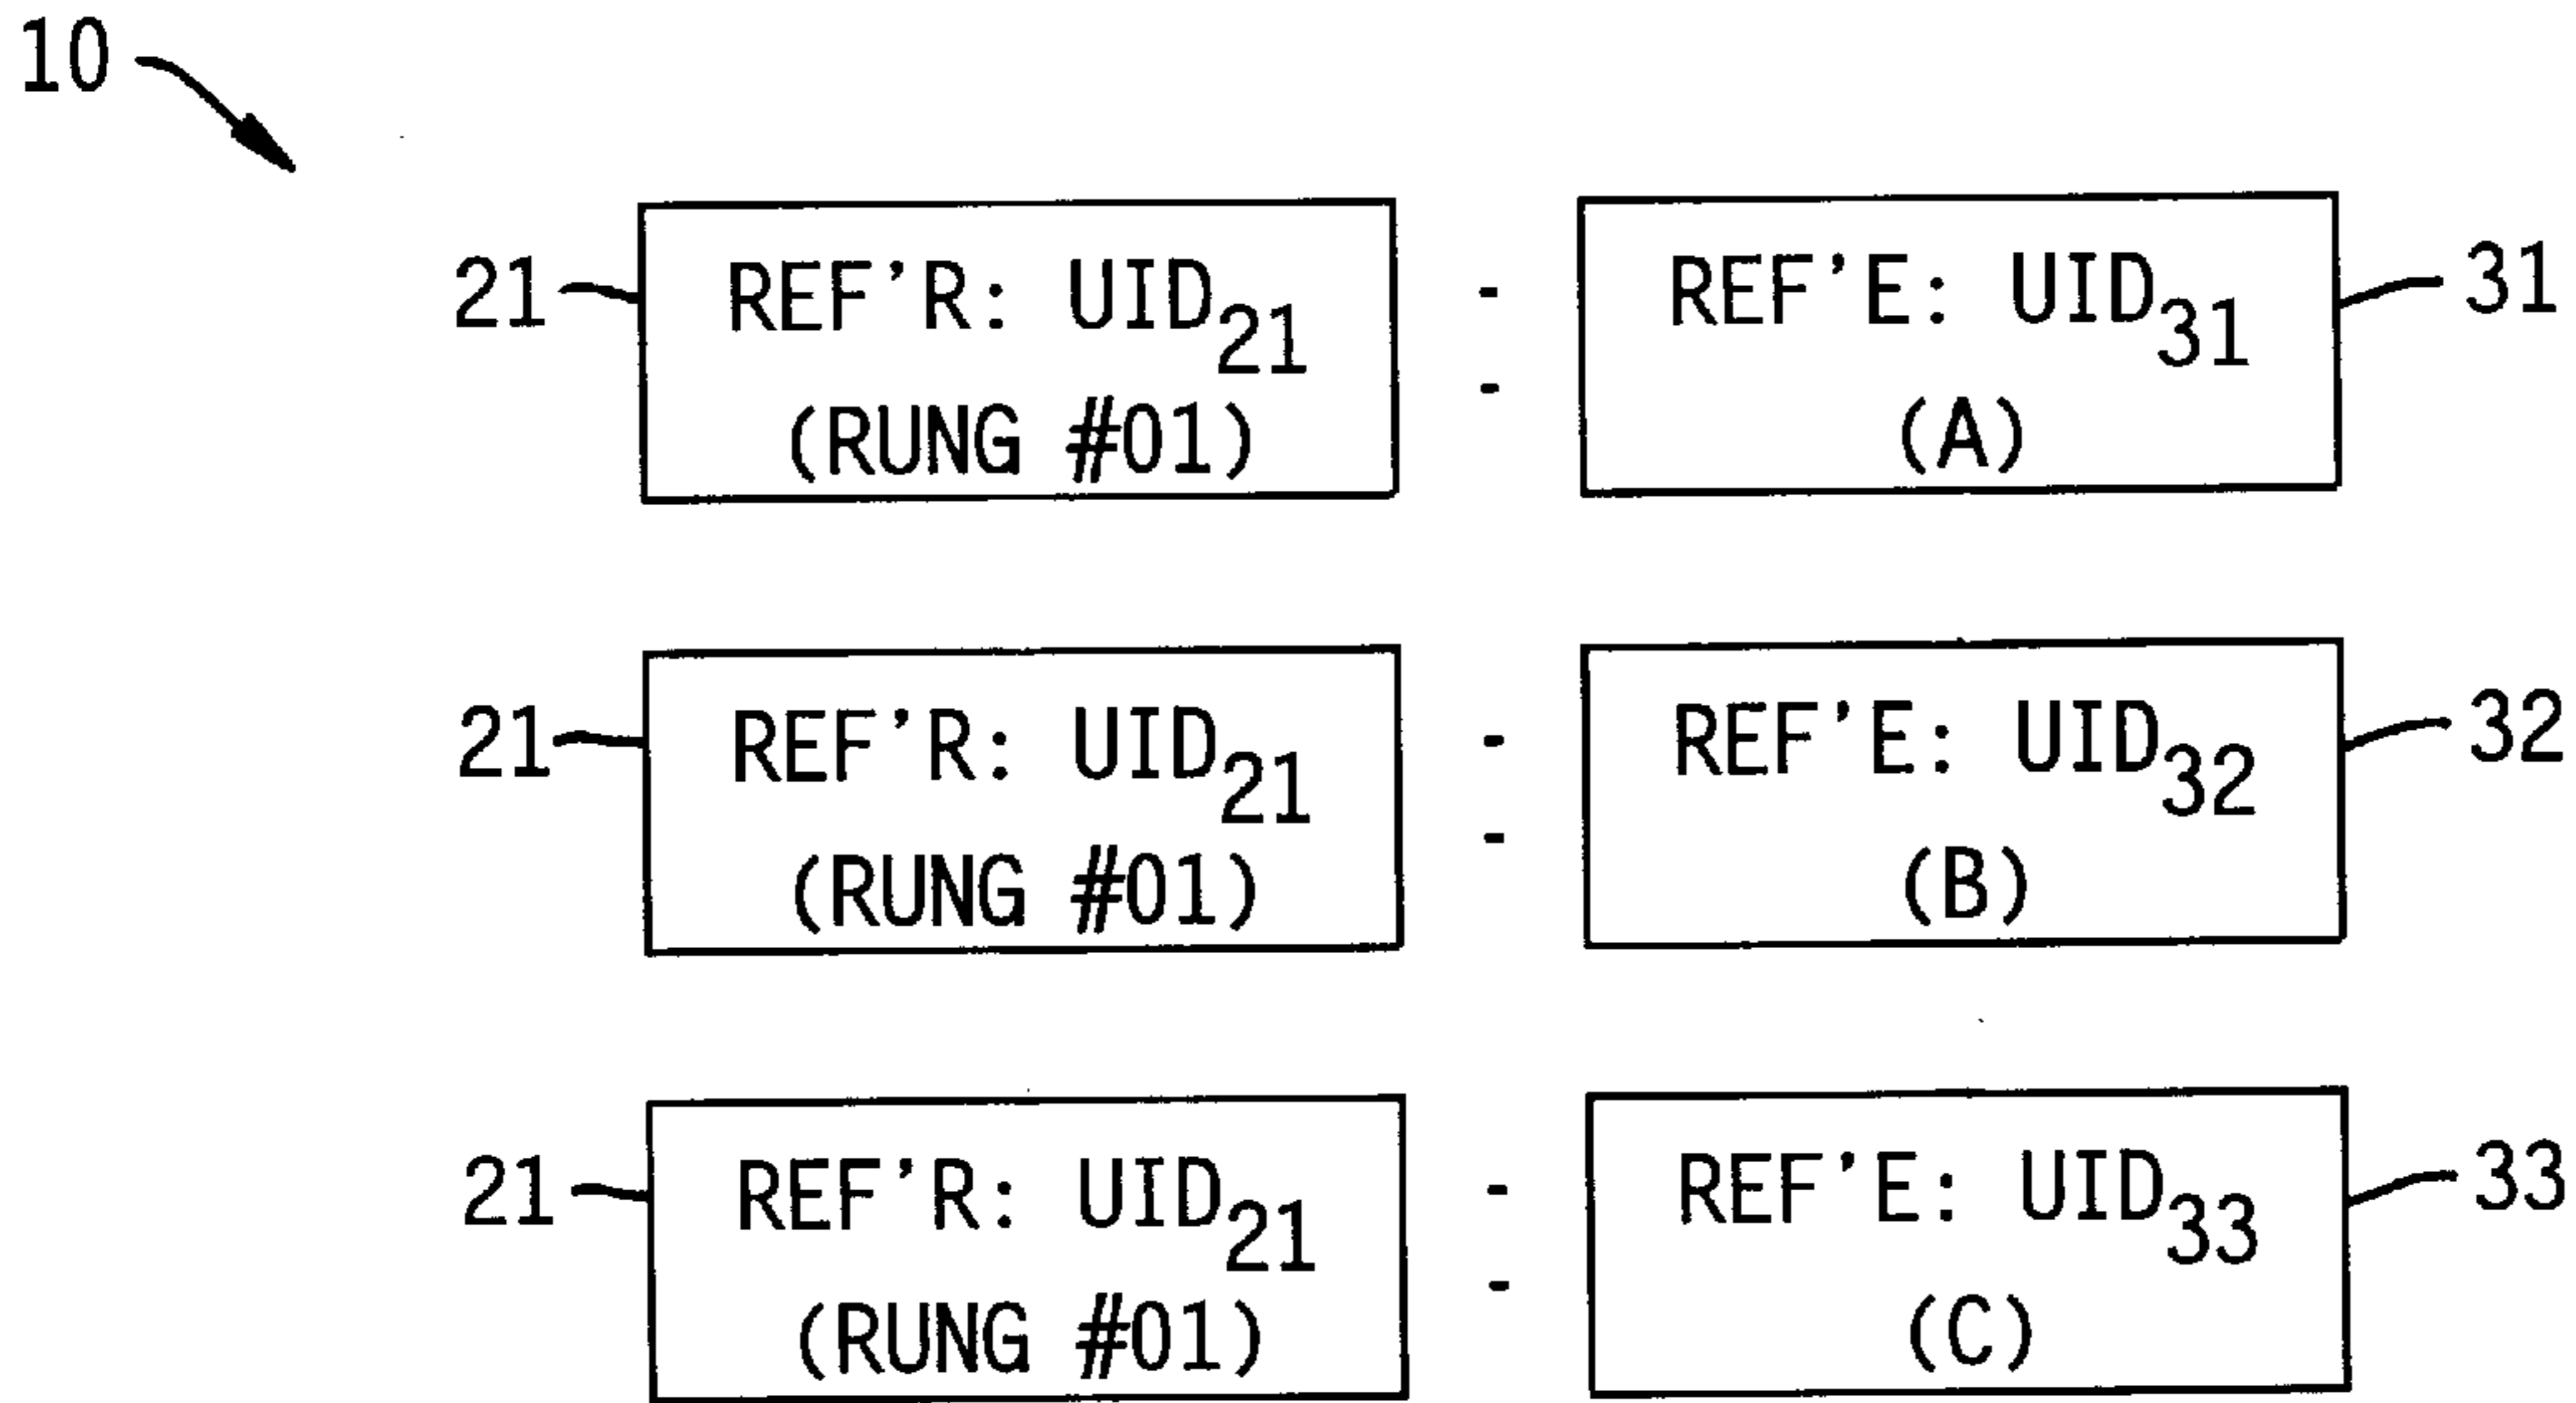 10
21 REF'R: UID21 - REF'E: UID31 31
(RUNG #01) - (A)
21 REF'R: UID21 - REF'E: UID32 32
(RUNG #01) - (B)
21 REF'R: UID21 - REF'E: UID33 33
(RUNG #01) - (C)